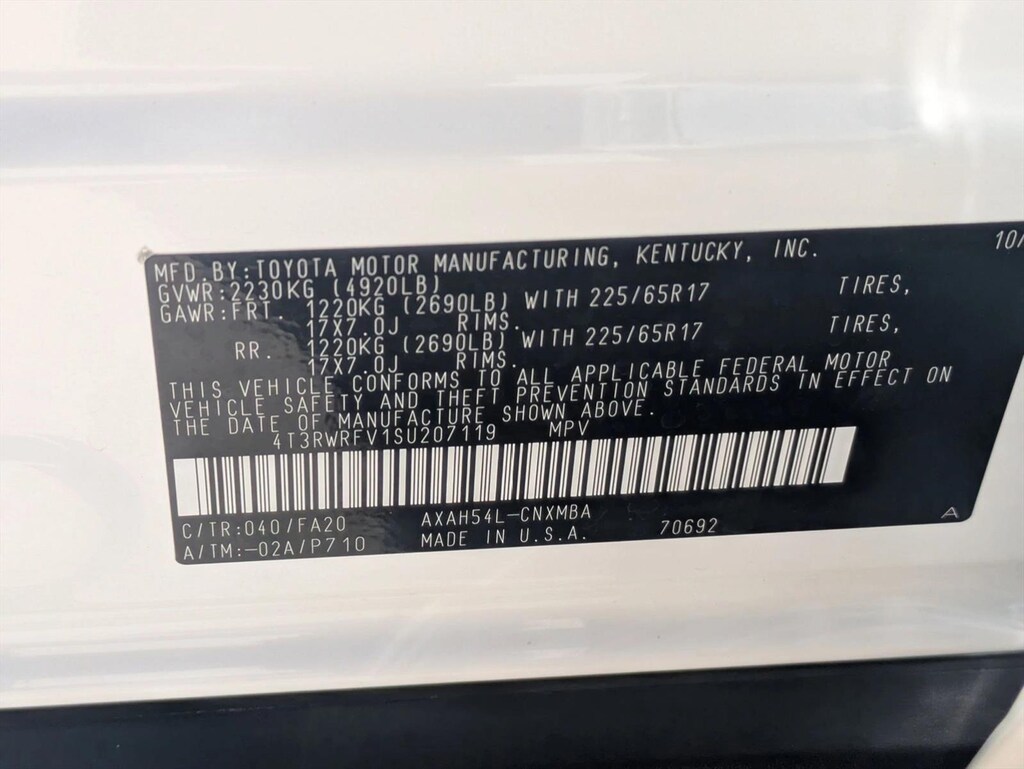 MFD.BY:TOYOTA MOTOR MANUFACTURING, KENTUCKY, INC. 10/
GVWR:2230KG (4920LB)
GAWR:FRT. 1220KG (2690LB) WITH 225/65R17 TIRES,
17X7.0J RIMS.
RR. 1220KG (2690LB) WITH 225/65R17 TIRES,
17X7.0J RIMS.
THIS VEHICLE CONFORMS TO ALL APPLICABLE FEDERAL MOTOR
VEHICLE SAFETY AND THEFT PREVENTION STANDARDS IN EFFECT ON
THE DATE OF MANUFACTURE SHOWN ABOVE.
4T3RWRFV1SU207119 MPV
C/TR:040/FA20 AXAH54L-CNXMBA 70692 A
A/TM:-02A/P710 MADE IN U.S.A.